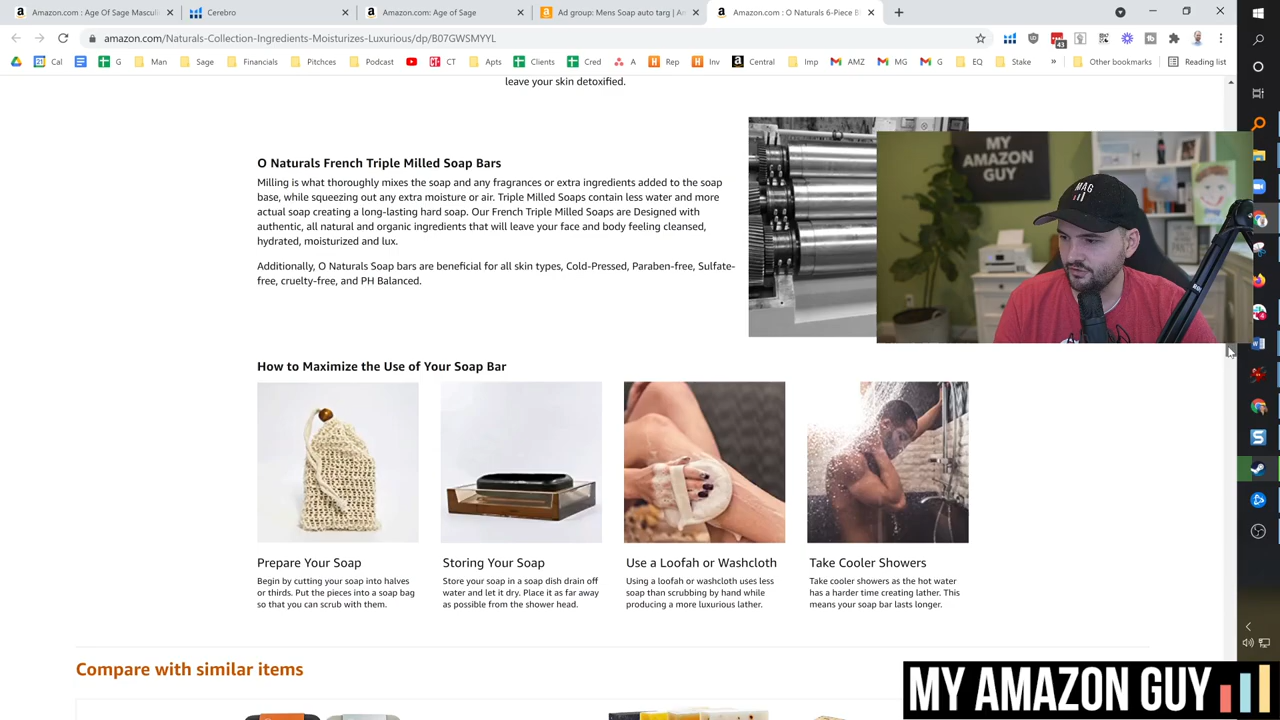 Amazon.com: Age Of Sage Masculi
Cerebro
Amazon.com: Age of Sage
Ad group: Mens Soap auto targ | A
Amazon.com : O Naturals 6-Piece B
amazon.com/Naturals-Collection-Ingredients-Moisturizes-Luxurious/dp/B07GWSMYYL
43
Cal
G
Man
Sage
Financials
Pitchces
Podcast
CT
Apts
Clients
Cred
A
Rep
Inv
Central
Imp
AMZ
MG
G
EQ
Stake
»
Other bookmarks
Reading list
leave your skin detoxified.
O Naturals French Triple Milled Soap Bars
Milling is what thoroughly mixes the soap and any fragrances or extra ingredients added to the soap
base, while squeezing out any extra moisture or air. Triple Milled Soaps contain less water and more
actual soap creating a long-lasting hard soap. Our French Triple Milled Soaps are Designed with
authentic, all natural and organic ingredients that will leave your face and body feeling cleansed,
hydrated, moisturized and lux.
Additionally, O Naturals Soap bars are beneficial for all skin types, Cold-Pressed, Paraben-free, Sulfate-
free, cruelty-free, and PH Balanced.
MY
AMAZON
GUY
MAG
How to Maximize the Use of Your Soap Bar
Prepare Your Soap
Begin by cutting your soap into halves
or thirds. Put the pieces into a soap bag
so that you can scrub with them.
Storing Your Soap
Store your soap in a soap dish drain off
water and let it dry. Place it as far away
as possible from the shower head.
Use a Loofah or Washcloth
Using a loofah or washcloth uses less
soap than scrubbing by hand while
producing a more luxurious lather.
Take Cooler Showers
Take cooler showers as the hot water
has a harder time creating lather. This
means your soap bar lasts longer.
Compare with similar items
MY AMAZON GUY